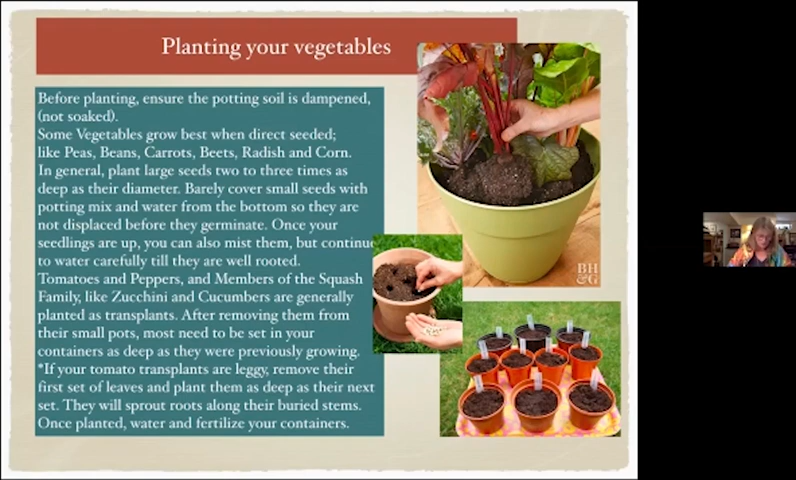 Planting your vegetables
Before planting, ensure the potting soil is dampened,
(not soaked).
Some Vegetables grow best when direct seeded;
like Peas, Beans, Carrots, Beets, Radish and Corn.
In general, plant large seeds two to three times as
deep as their diameter. Barely cover small seeds with
potting mix and water from the bottom so they are
not displaced before they germinate. Once your
seedlings are up, you can also mist them, but continue
to water carefully till they are well rooted.
Tomatoes and Peppers, and Members of the Squash
Family, like Zucchini and Cucumbers are generally
planted as transplants. After removing them from
their small pots, most need to be set in your
containers as deep as they were previously growing.
*If your tomato transplants are leggy, remove their
first set of leaves and plant them as deep as their next
set. They will sprout roots along their buried stems.
Once planted, water and fertilize your containers.
BH
&G